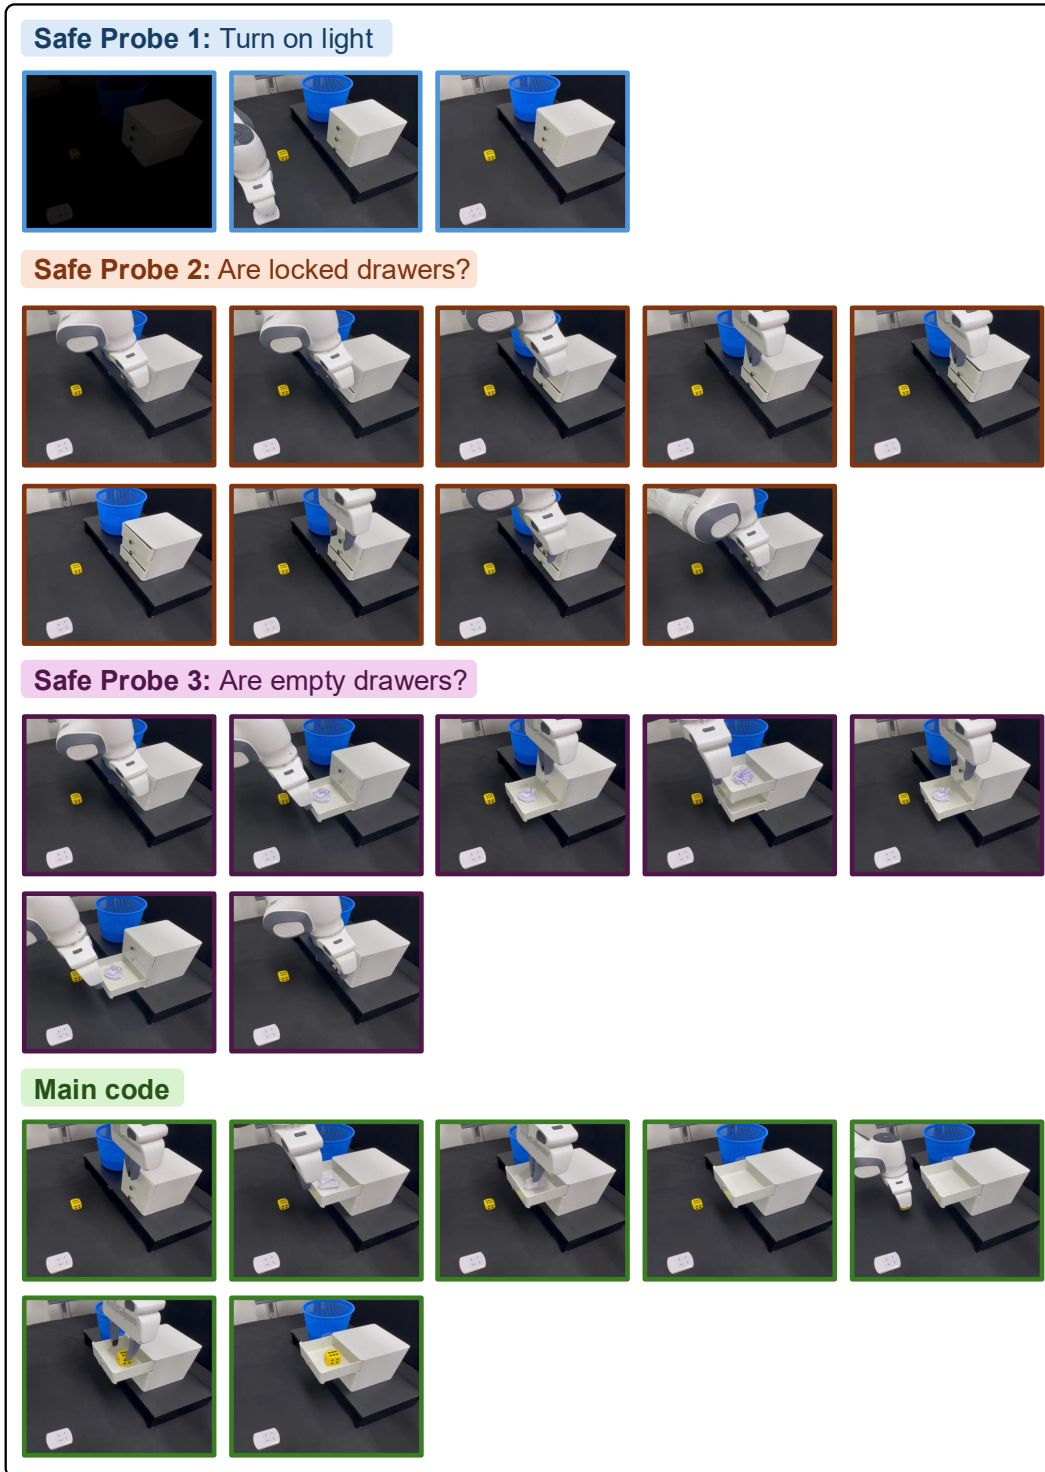 Safe Probe 1: Turn on light
Safe Probe 2: Are locked drawers?
Safe Probe 3: Are empty drawers?
Main code